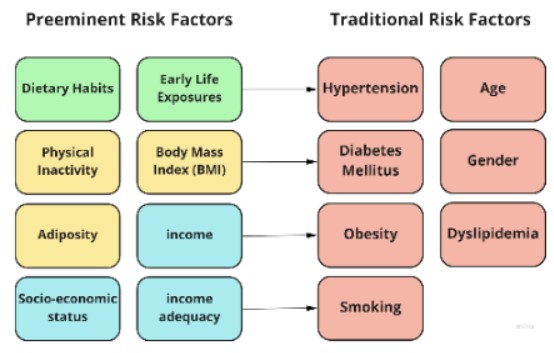 Preeminent Risk Factors
Traditional Risk Factors
Dietary Habits
Early Life
Exposures
Hypertension
Age
Physical
Inactivity
Body Mass
Index (BMI)
Diabetes
Mellitus
Gender
Adiposity
income
Obesity
Dyslipidemia
Socio-economic
status
income
adequacy
Smoking
miro